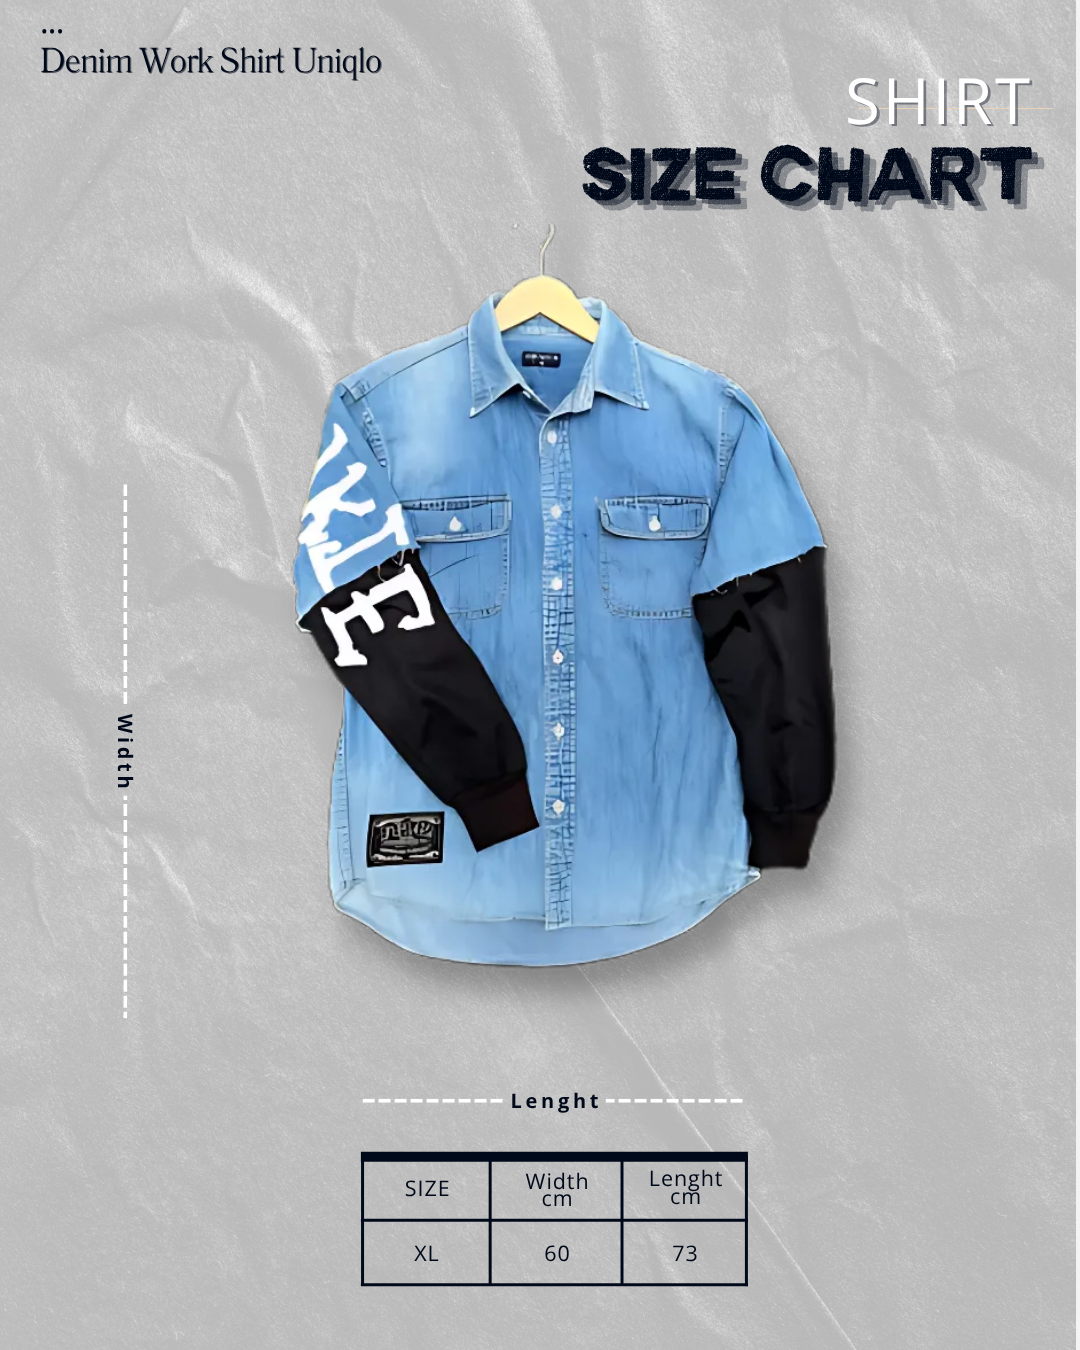 ...
Denim Work Shirt Uniqlo
SHIRT
SIZE CHART
Width
Lenght
SIZE
Width
cm
Lenght
cm
XL
60
73